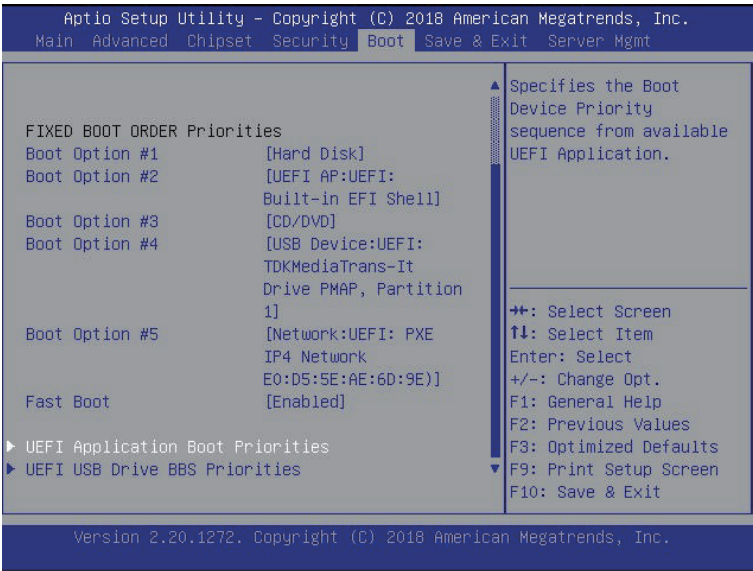 Aptio Setup Utility – Copyright (C) 2018 American Megatrends, Inc.
Main Advanced Chipset Security Boot Save & Exit Server Mgmt
FIXED BOOT ORDER Priorities
Boot Option #1 [Hard Disk]
Boot Option #2 [UEFI AP:UEFI:
Built-in EFI Shell]
Boot Option #3 [CD/DVD]
Boot Option #4 [USB Device:UEFI:
TDKMediaTrans-It
Drive PMAP, Partition
1]
Boot Option #5 [Network:UEFI: PXE
IP4 Network
E0:D5:5E:AE:6D:9E)]
Fast Boot [Enabled]
UEFI Application Boot Priorities
UEFI USB Drive BBS Priorities
Specifies the Boot
Device Priority
sequence from available
UEFI Application.
→←: Select Screen
↑↓: Select Item
Enter: Select
+/-: Change Opt.
F1: General Help
F2: Previous Values
F3: Optimized Defaults
F9: Print Setup Screen
F10: Save & Exit
Version 2.20.1272. Copyright (C) 2018 American Megatrends, Inc.